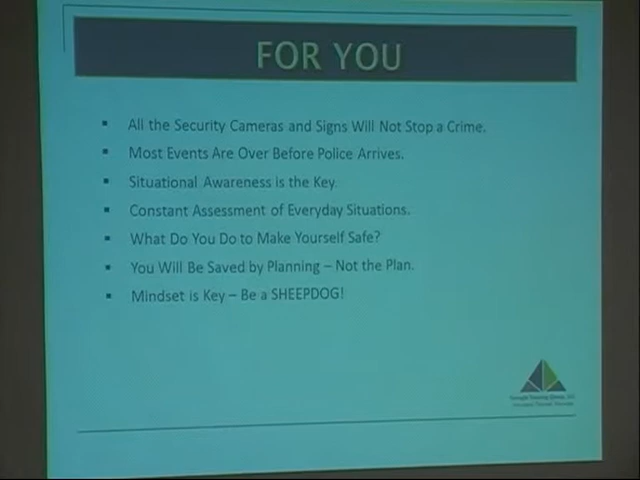 FOR YOU
▪ All the Security Cameras and Signs Will Not Stop a Crime.
▪ Most Events Are Over Before Police Arrives.
▪ Situational Awareness is the Key.
▪ Constant Assessment of Everyday Situations.
▪ What Do You Do to Make Yourself Safe?
▪ You Will Be Saved by Planning – Not the Plan.
▪ Mindset is Key – Be a SHEEPDOG!